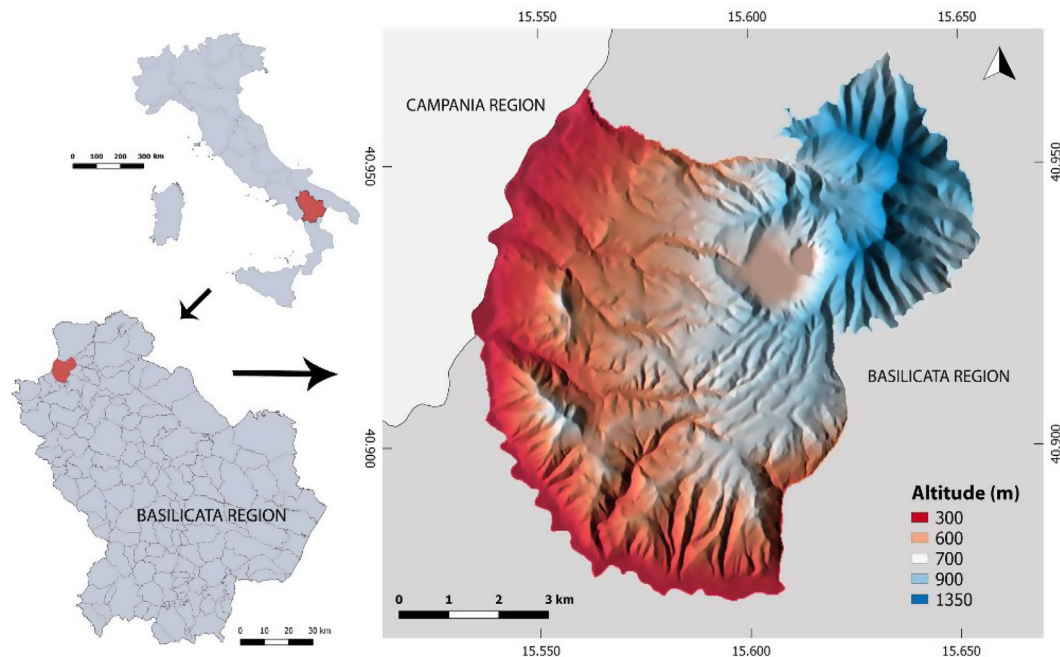 15.550 15.600 15.650
CAMPANIA REGION
0 100 200 300 km
40.950
40.950
BASILICATA REGION
40.900
40.900
BASILICATA REGION
Altitude (m)
300
600
700
900
1350
0 1 2 3 km
0 10 20 30 km
15.550 15.600 15.650